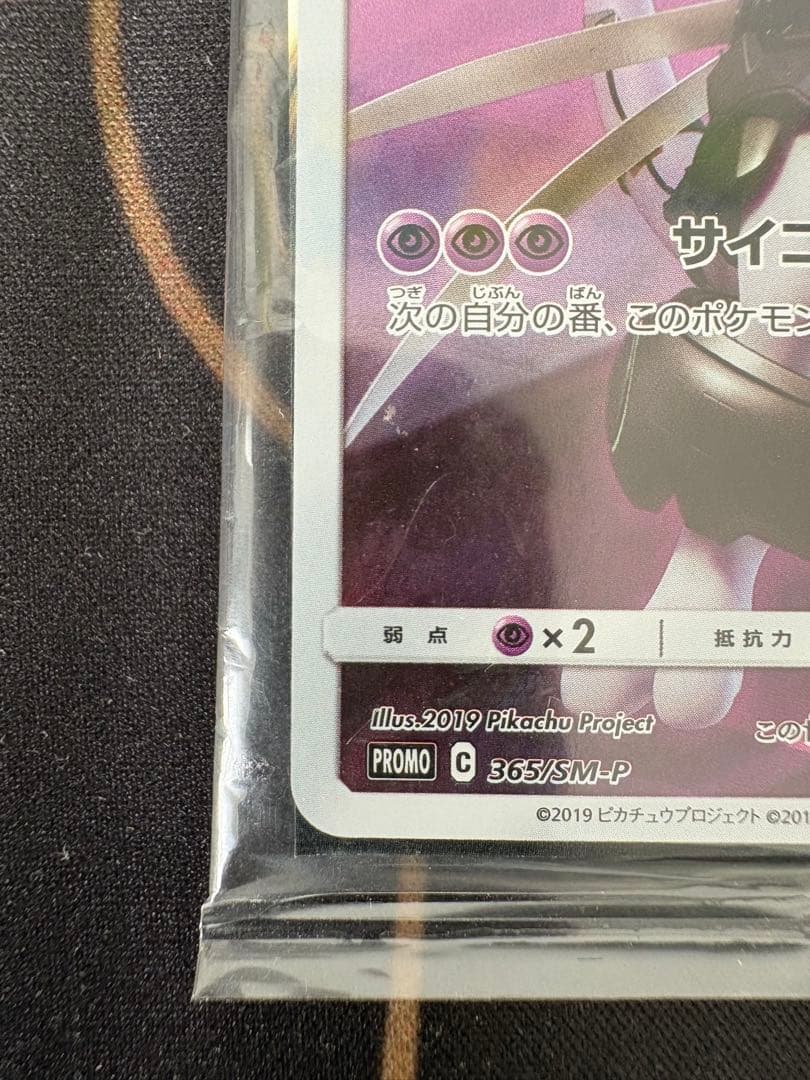 サイコ
つぎ じぶん ばん
次の自分の番、このポケモン
弱点 ×2 抵抗力
Illus.2019 Pikachu Project
この
PROMO C 365/SM-P
©2019 ピカチュウプロジェクト ©201